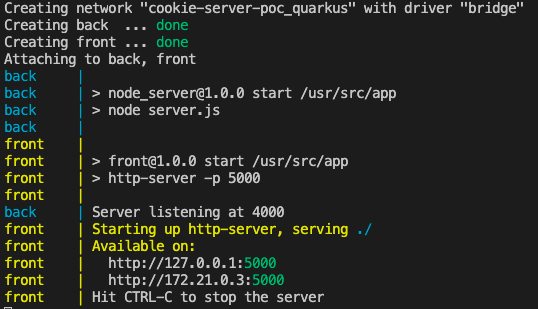 Creating network "cookie-server-poc_quarkus" with driver "bridge"
Creating back  ... done
Creating front ... done
Attaching to back, front
back     |
back     | > node_server@1.0.0 start /usr/src/app
back     | > node server.js
back     |
front    |
front    | > front@1.0.0 start /usr/src/app
front    | > http-server -p 5000
front    |
back     | Server listening at 4000
front    | Starting up http-server, serving ./
front    | Available on:
front    |   http://127.0.0.1:5000
front    |   http://172.21.0.3:5000
front    | Hit CTRL-C to stop the server